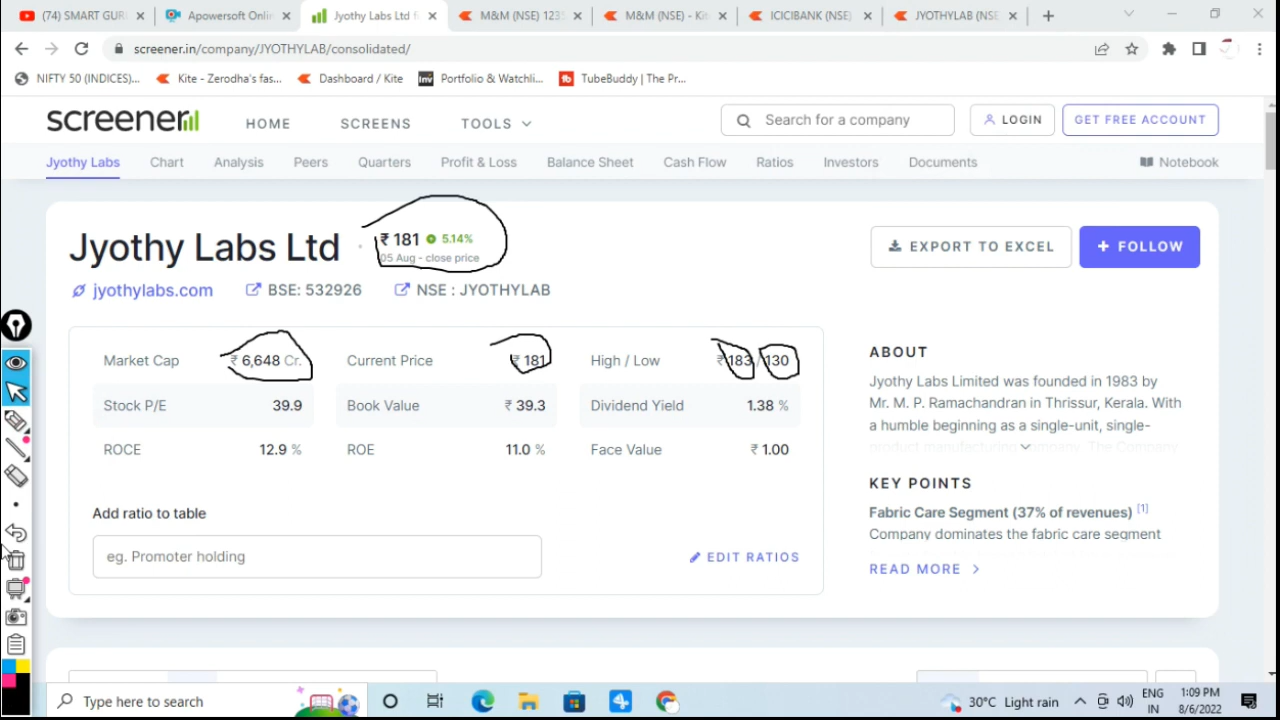 (74) SMART GUR
Apowersoft Onlin
Jyothy Labs Ltd f
M&M (NSE) 123
M&M (NSE) - Kit
ICICIBANK (NSE)
JYOTHYLAB (NSE
screener.in/company/JYOTHYLAB/consolidated/
NIFTY 50 (INDICES)...
Kite - Zerodha's fas...
Dashboard / Kite
Portfolio & Watchli...
TubeBuddy | The Pr...
screener
HOME
SCREENS
TOOLS
Search for a company
LOGIN
GET FREE ACCOUNT
Jyothy Labs
Chart
Analysis
Peers
Quarters
Profit & Loss
Balance Sheet
Cash Flow
Ratios
Investors
Documents
Notebook
Jyothy Labs Ltd
₹ 181 5.14%
05 Aug - close price
EXPORT TO EXCEL
+ FOLLOW
jyothylabs.com
BSE: 532926
NSE : JYOTHYLAB
Market Cap ₹ 6,648 Cr.
Current Price ₹ 181
High / Low ₹ 183 / 130
Stock P/E 39.9
Book Value ₹ 39.3
Dividend Yield 1.38 %
ROCE 12.9 %
ROE 11.0 %
Face Value ₹ 1.00
Add ratio to table
eg. Promoter holding
EDIT RATIOS
ABOUT
Jyothy Labs Limited was founded in 1983 by
Mr. M. P. Ramachandran in Thrissur, Kerala. With
a humble beginning as a single-unit, single-
product manufacturing company, The Company
KEY POINTS
Fabric Care Segment (37% of revenues) [1]
Company dominates the fabric care segment
READ MORE
Type here to search
30°C Light rain
ENG
IN
1:09 PM
8/6/2022